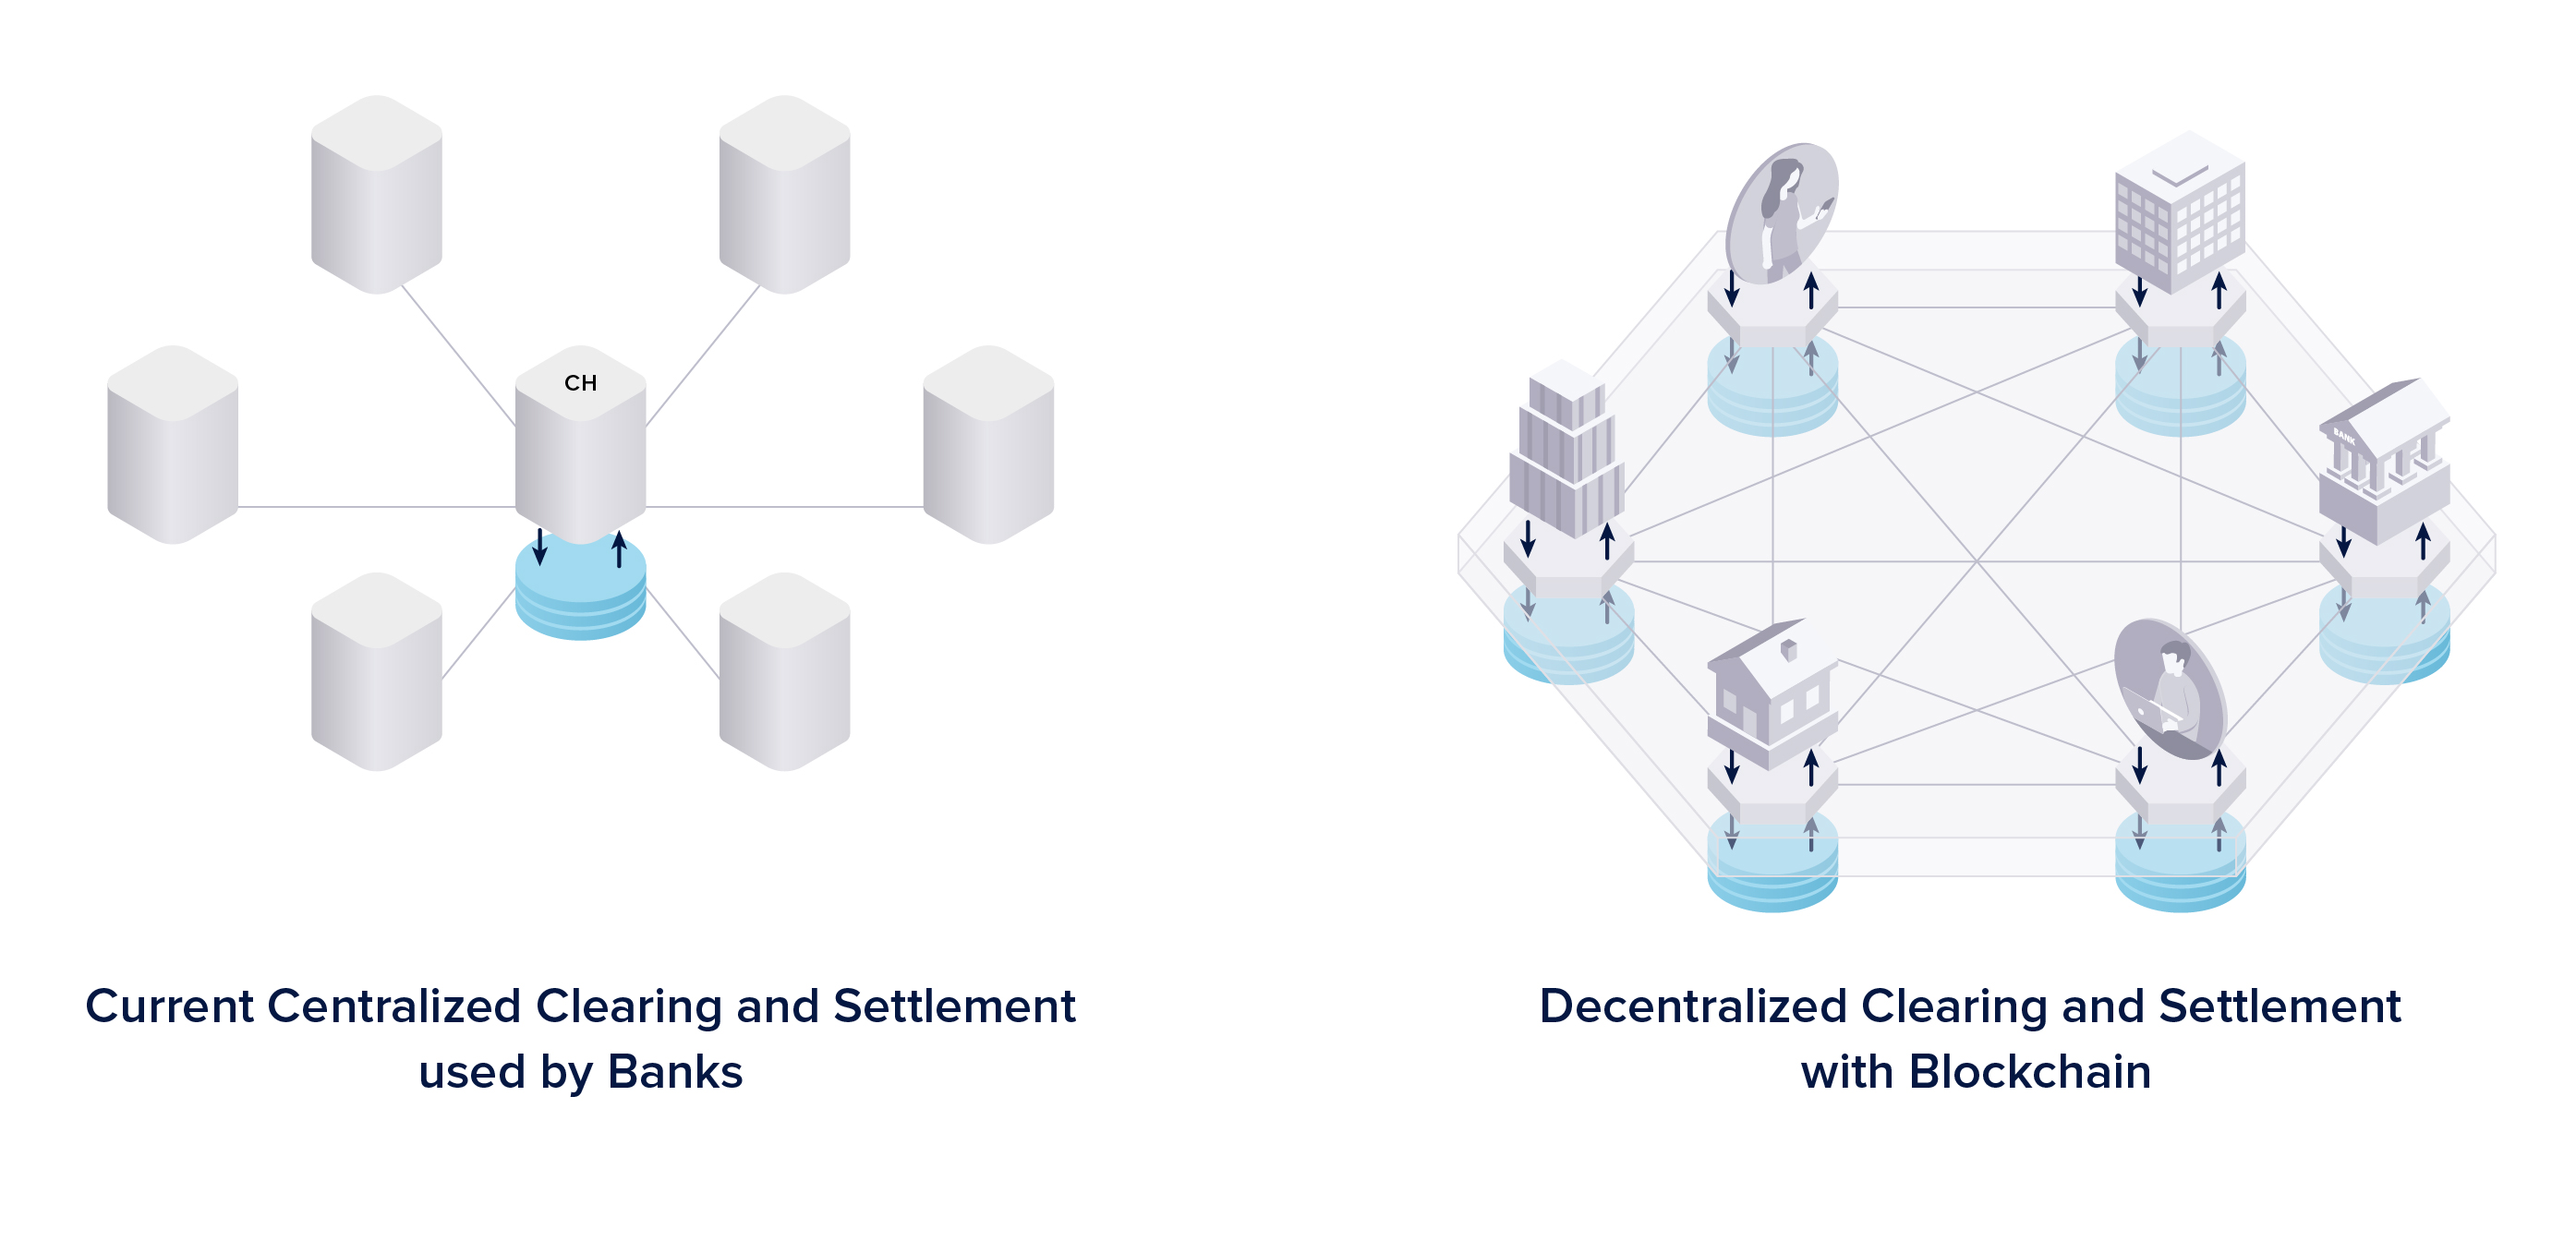 CH
BANK
Current Centralized Clearing and Settlement
used by Banks
Decentralized Clearing and Settlement
with Blockchain